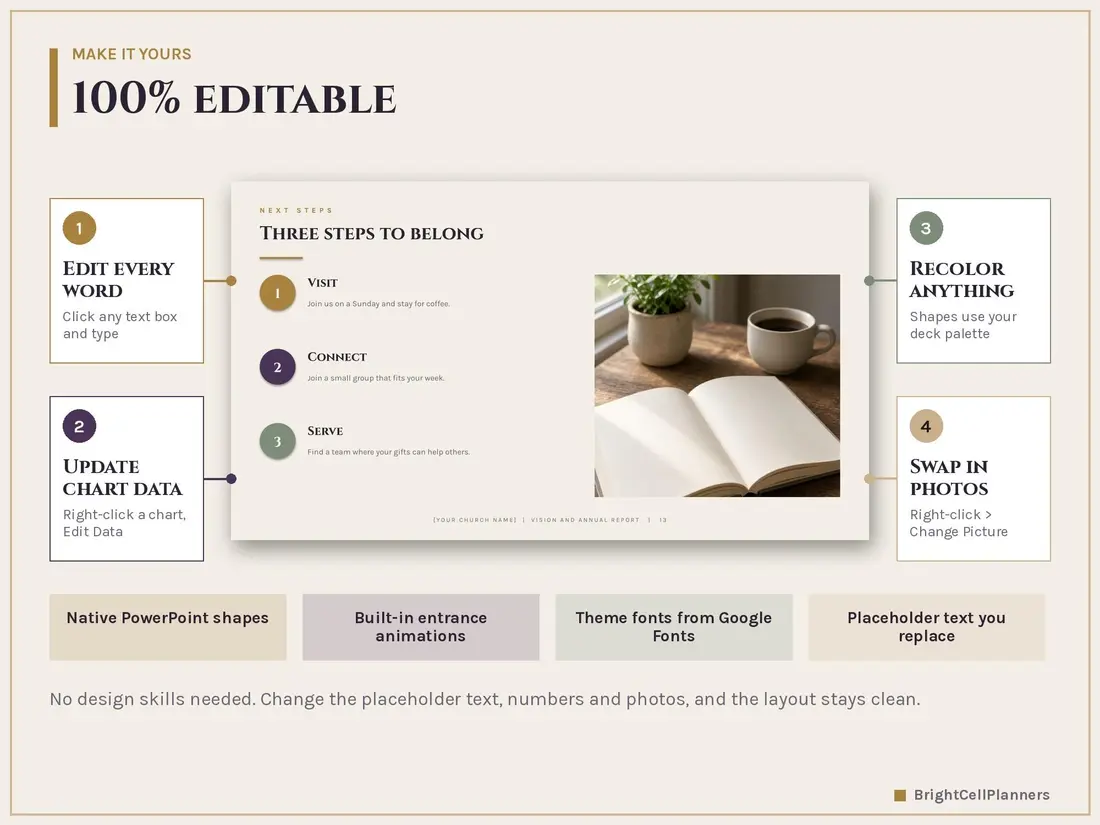 MAKE IT YOURS
100% EDITABLE
1
EDIT EVERY
WORD
Click any text box
and type
2
UPDATE
CHART DATA
Right-click a chart,
Edit Data
NEXT STEPS
THREE STEPS TO BELONG
1
VISIT
Join us on a Sunday and stay for coffee.
2
CONNECT
Join a small group that fits your week.
3
SERVE
Find a team where your gifts can help others.
[YOUR CHURCH NAME] | VISION AND ANNUAL REPORT | 13
3
RECOLOR
ANYTHING
Shapes use your
deck palette
4
SWAP IN
PHOTOS
Right-click >
Change Picture
Native PowerPoint shapes
Built-in entrance
animations
Theme fonts from Google
Fonts
Placeholder text you
replace
No design skills needed. Change the placeholder text, numbers and photos, and the layout stays clean.
BrightCellPlanners